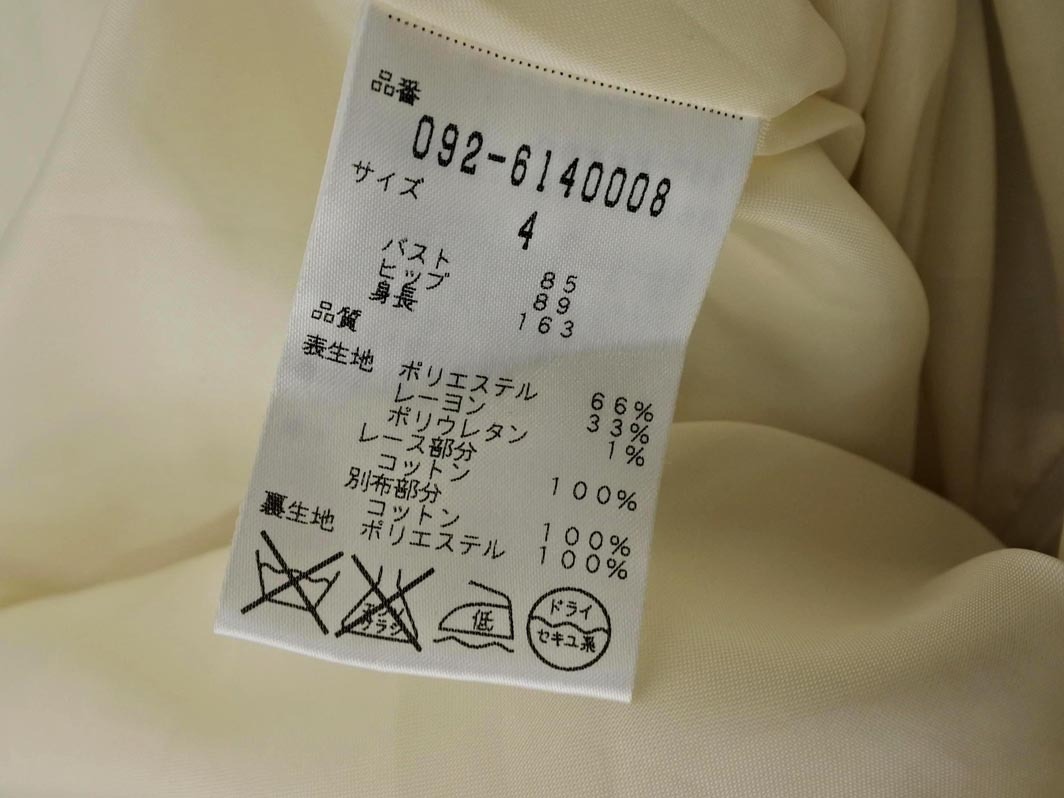 品番
092-6140008
サイズ
4
バスト 85
ヒップ 89
身長 163
品質
表生地
ポリエステル 66%
レーヨン 33%
ポリウレタン 1%
レース部分
コットン 100%
別布部分
コットン 100%
裏生地 ポリエステル 100%
低
ドライ
セキユ系